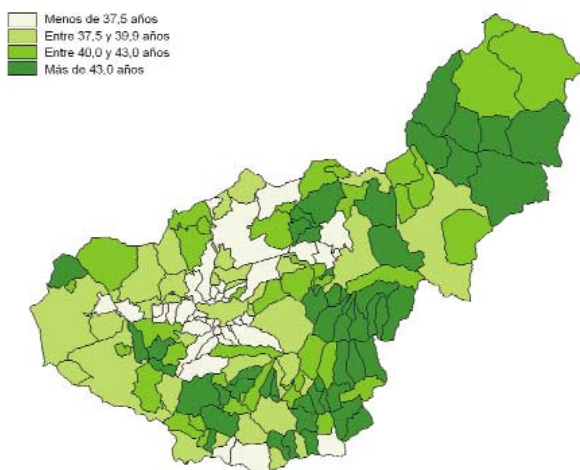 Menos de 37,5 años
Entre 37,5 y 39,9 años
Entre 40,0 y 43,0 años
Más de 43,0 años